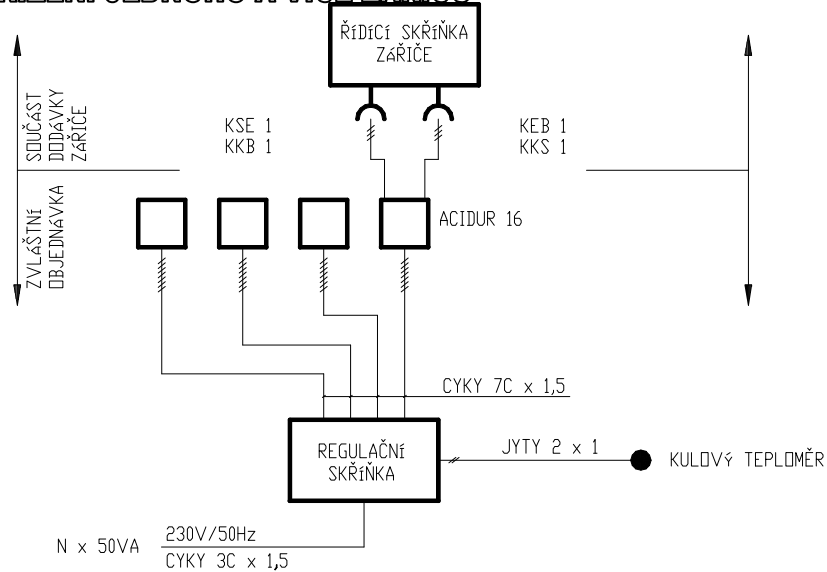 ŘÍDÍCÍ SKŘÍŇKA
ZÁŘIČE
SOUČÁST
DODÁVKY
ZÁŘIČE
KSE 1
KKB 1
KEB 1
KKS 1
ZVLÁŠTNÍ
OBJEDNÁVKA
ACIDUR 16
CYKY 7C x 1,5
REGULAČNÍ
SKŘÍŇKA
JYTY 2 x 1
KULOVÝ TEPLOMĚR
N x 50VA
230V/50Hz
CYKY 3C x 1,5